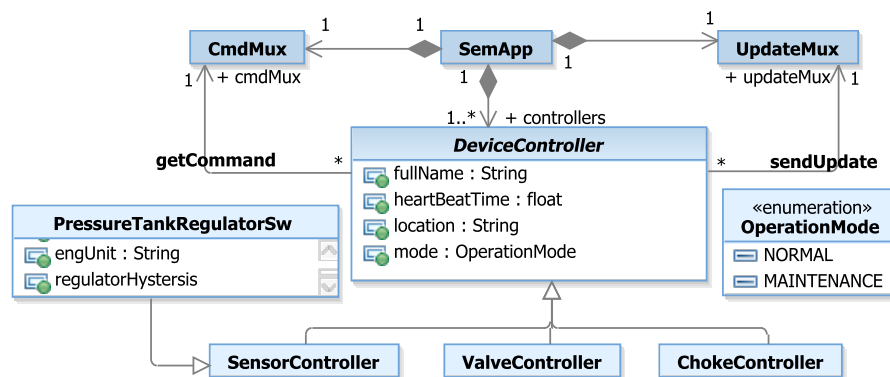 1
1
1
CmdMux
SemApp
UpdateMux
1
1
1
+ cmdMux
+ updateMux
1
1..*
+ controllers
DeviceController
getCommand
*
*
sendUpdate
fullName : String
heartBeatTime : float
location : String
mode : OperationMode
PressureTankRegulatorSw
engUnit : String
regulatorHystersis
«enumeration»
OperationMode
NORMAL
MAINTENANCE
SensorController
ValveController
ChokeController